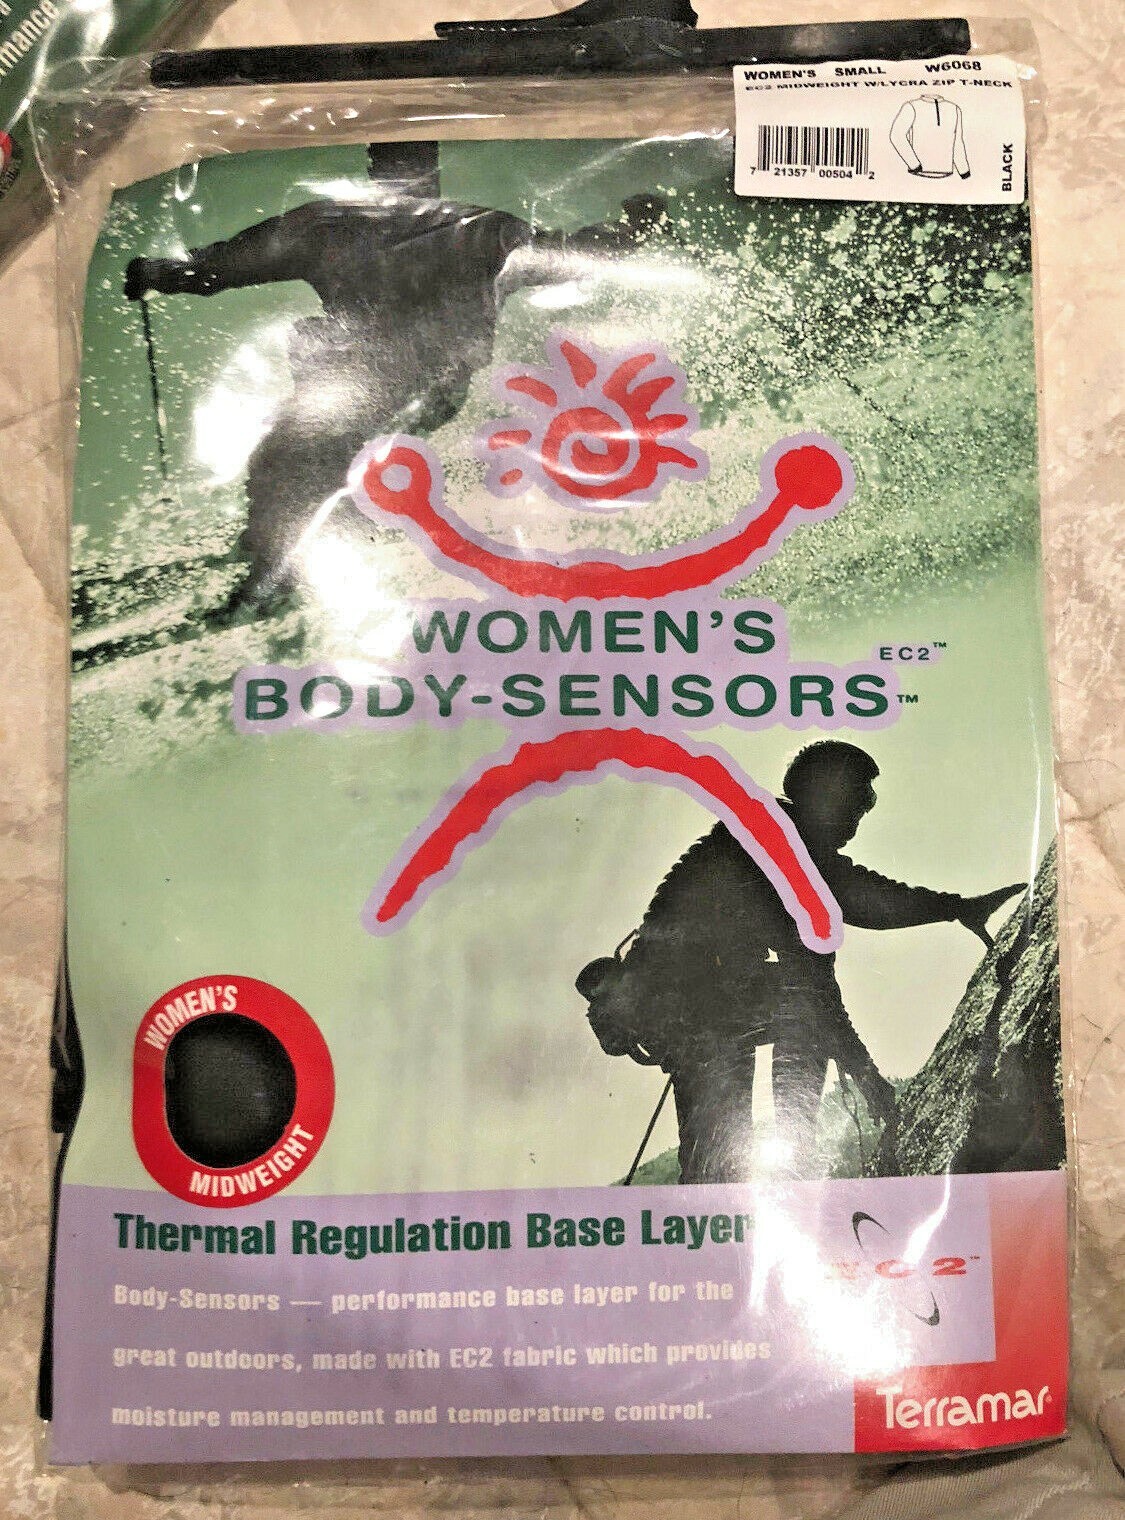 rmance
WOMEN'S SMALL W6068
EC2 MIDWEIGHT W/LYCRA ZIP T-NECK
7 21357 00504 2
BLACK
WOMEN'S
EC2™
BODY-SENSORS™
WOMEN'S
MIDWEIGHT
Thermal Regulation Base Layer
Body-Sensors — performance base layer for the
great outdoors, made with EC2 fabric which provides
moisture management and temperature control.
C2™
Terramar®